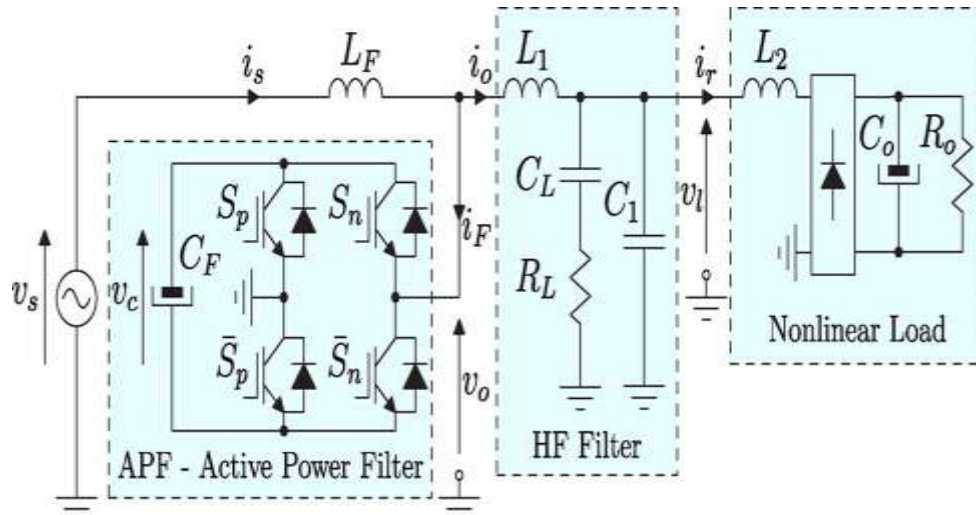 i_s
L_F
i_o
L_1
i_r
L_2
S_p
S_n
C_F
i_F
C_L
C_1
v_l
C_o
R_o
v_s
v_c
R_L
S̄_p
S̄_n
v_o
Nonlinear Load
APF - Active Power Filter
HF Filter